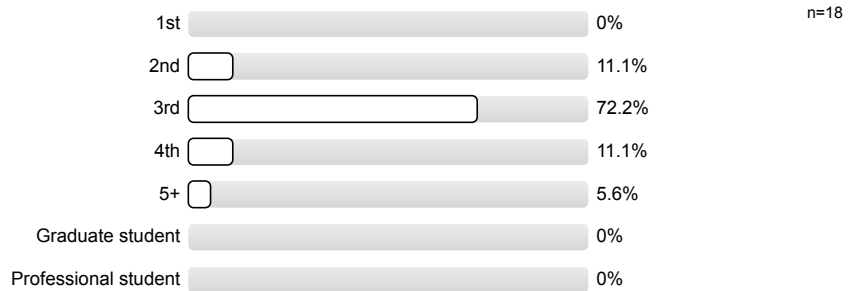 n=18
1st 0%
2nd 11.1%
3rd 72.2%
4th 11.1%
5+ 5.6%
Graduate student 0%
Professional student 0%